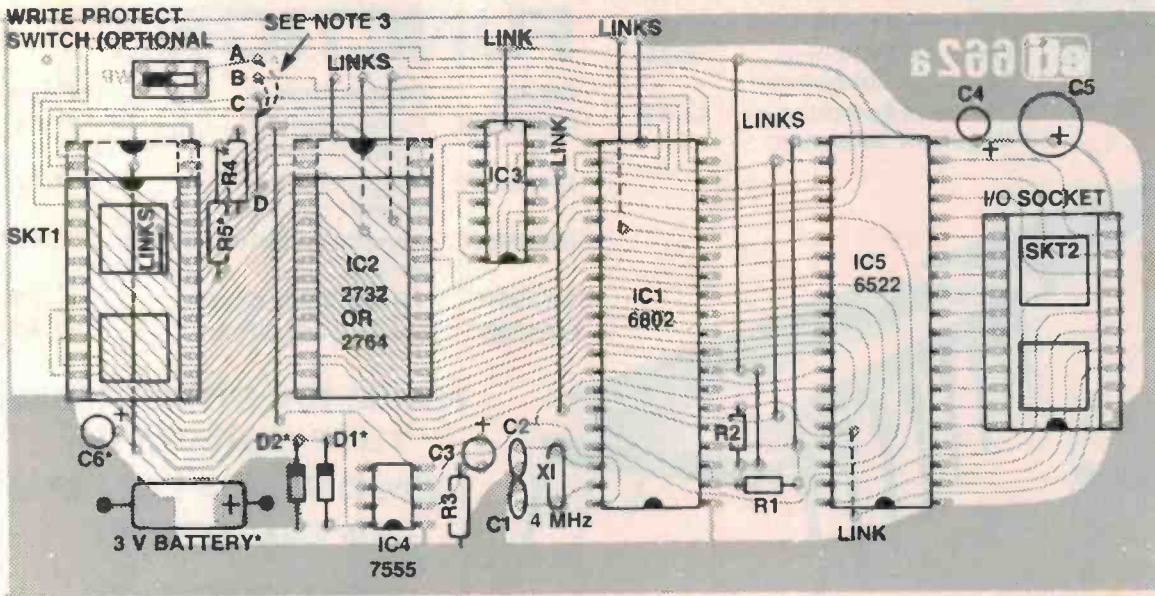 WRITE PROTECT
SWITCH (OPTIONAL
SEE NOTE 3
A
B
C
D
LINKS
LINK
LINKS
eti 662a
C4
C5
LINKS
LINK
IC3
R4*
R5*
SKT1
LINKS
I/O SOCKET
SKT2
IC2
2732
OR
2764
IC1
6802
IC5
6522
C6*
D2*
D1*
C3
C2
X1
R2
R3
C1
4 MHz
R1
3 V BATTERY*
IC4
7555
LINK